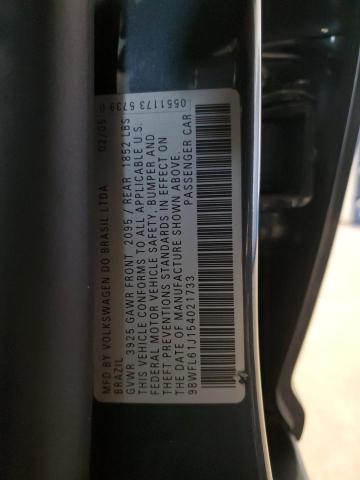 MFD BY VOLKSWAGEN DO BRASIL LTDA 02/05 0551173 6739 0
BRAZIL
GVWR 3925 GAWR FRONT 2095 / REAR 1852 LBS
THIS VEHICLE CONFORMS TO ALL APPLICABLE U.S.
FEDERAL MOTOR VEHICLE SAFETY, BUMPER AND
THEFT PREVENTIONS STANDARDS IN EFFECT ON
THE DATE OF MANUFACTURE SHOWN ABOVE.
9BWFL61J154021733 PASSENGER CAR